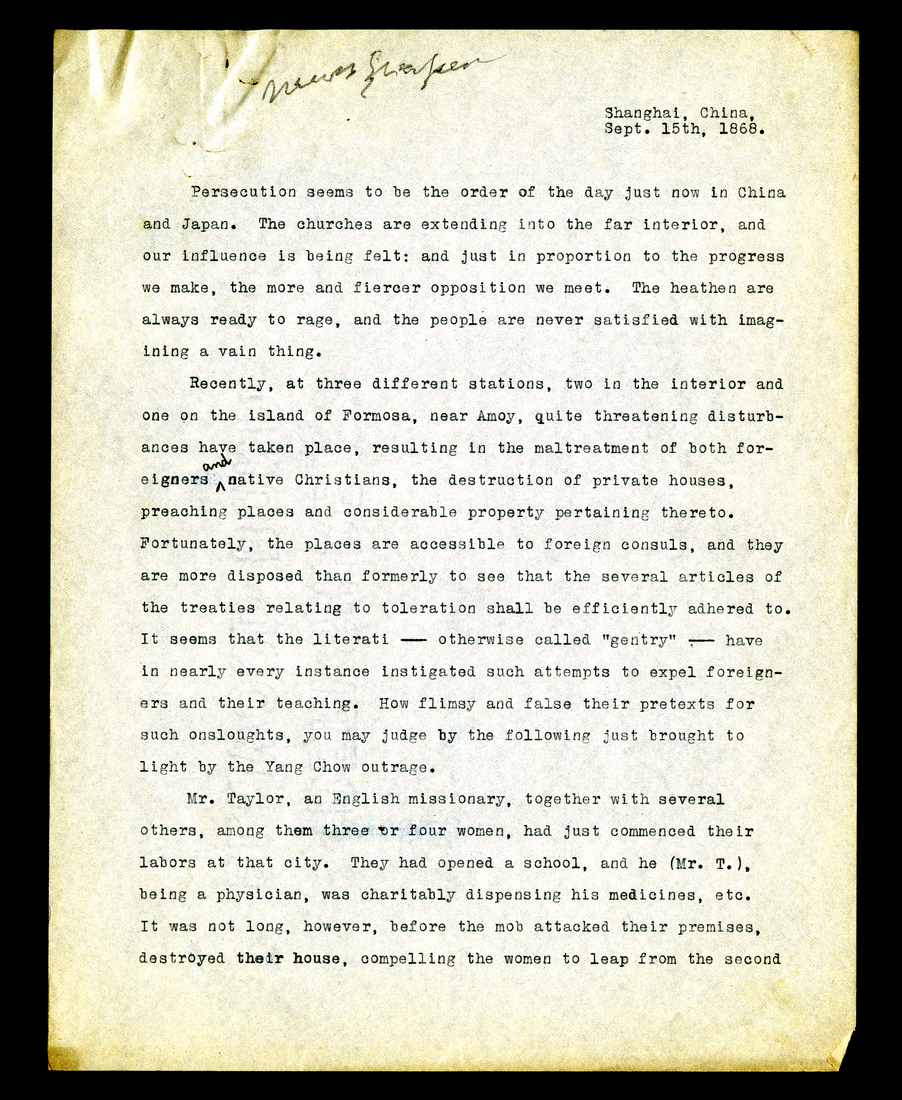 Shanghai, China,
Sept. 15th, 1868.
Persecution seems to be the order of the day just now in China
and Japan. The churches are extending into the far interior, and
our influence is being felt: and just in proportion to the progress
we make, the more and fiercer opposition we meet. The heathen are
always ready to rage, and the people are never satisfied with imag-
ining a vain thing.
Recently, at three different stations, two in the interior and
one on the island of Formosa, near Amoy, quite threatening disturb-
ances have taken place, resulting in the maltreatment of both for-
eigners and native Christians, the destruction of private houses,
preaching places and considerable property pertaining thereto.
Fortunately, the places are accessible to foreign consuls, and they
are more disposed than formerly to see that the several articles of
the treaties relating to toleration shall be efficiently adhered to.
It seems that the literati — otherwise called "gentry" — have
in nearly every instance instigated such attempts to expel foreign-
ers and their teaching. How flimsy and false their pretexts for
such onsloughts, you may judge by the following just brought to
light by the Yang Chow outrage.
Mr. Taylor, an English missionary, together with several
others, among them three or four women, had just commenced their
labors at that city. They had opened a school, and he (Mr. T.),
being a physician, was charitably dispensing his medicines, etc.
It was not long, however, before the mob attacked their premises,
destroyed their house, compelling the women to leap from the second